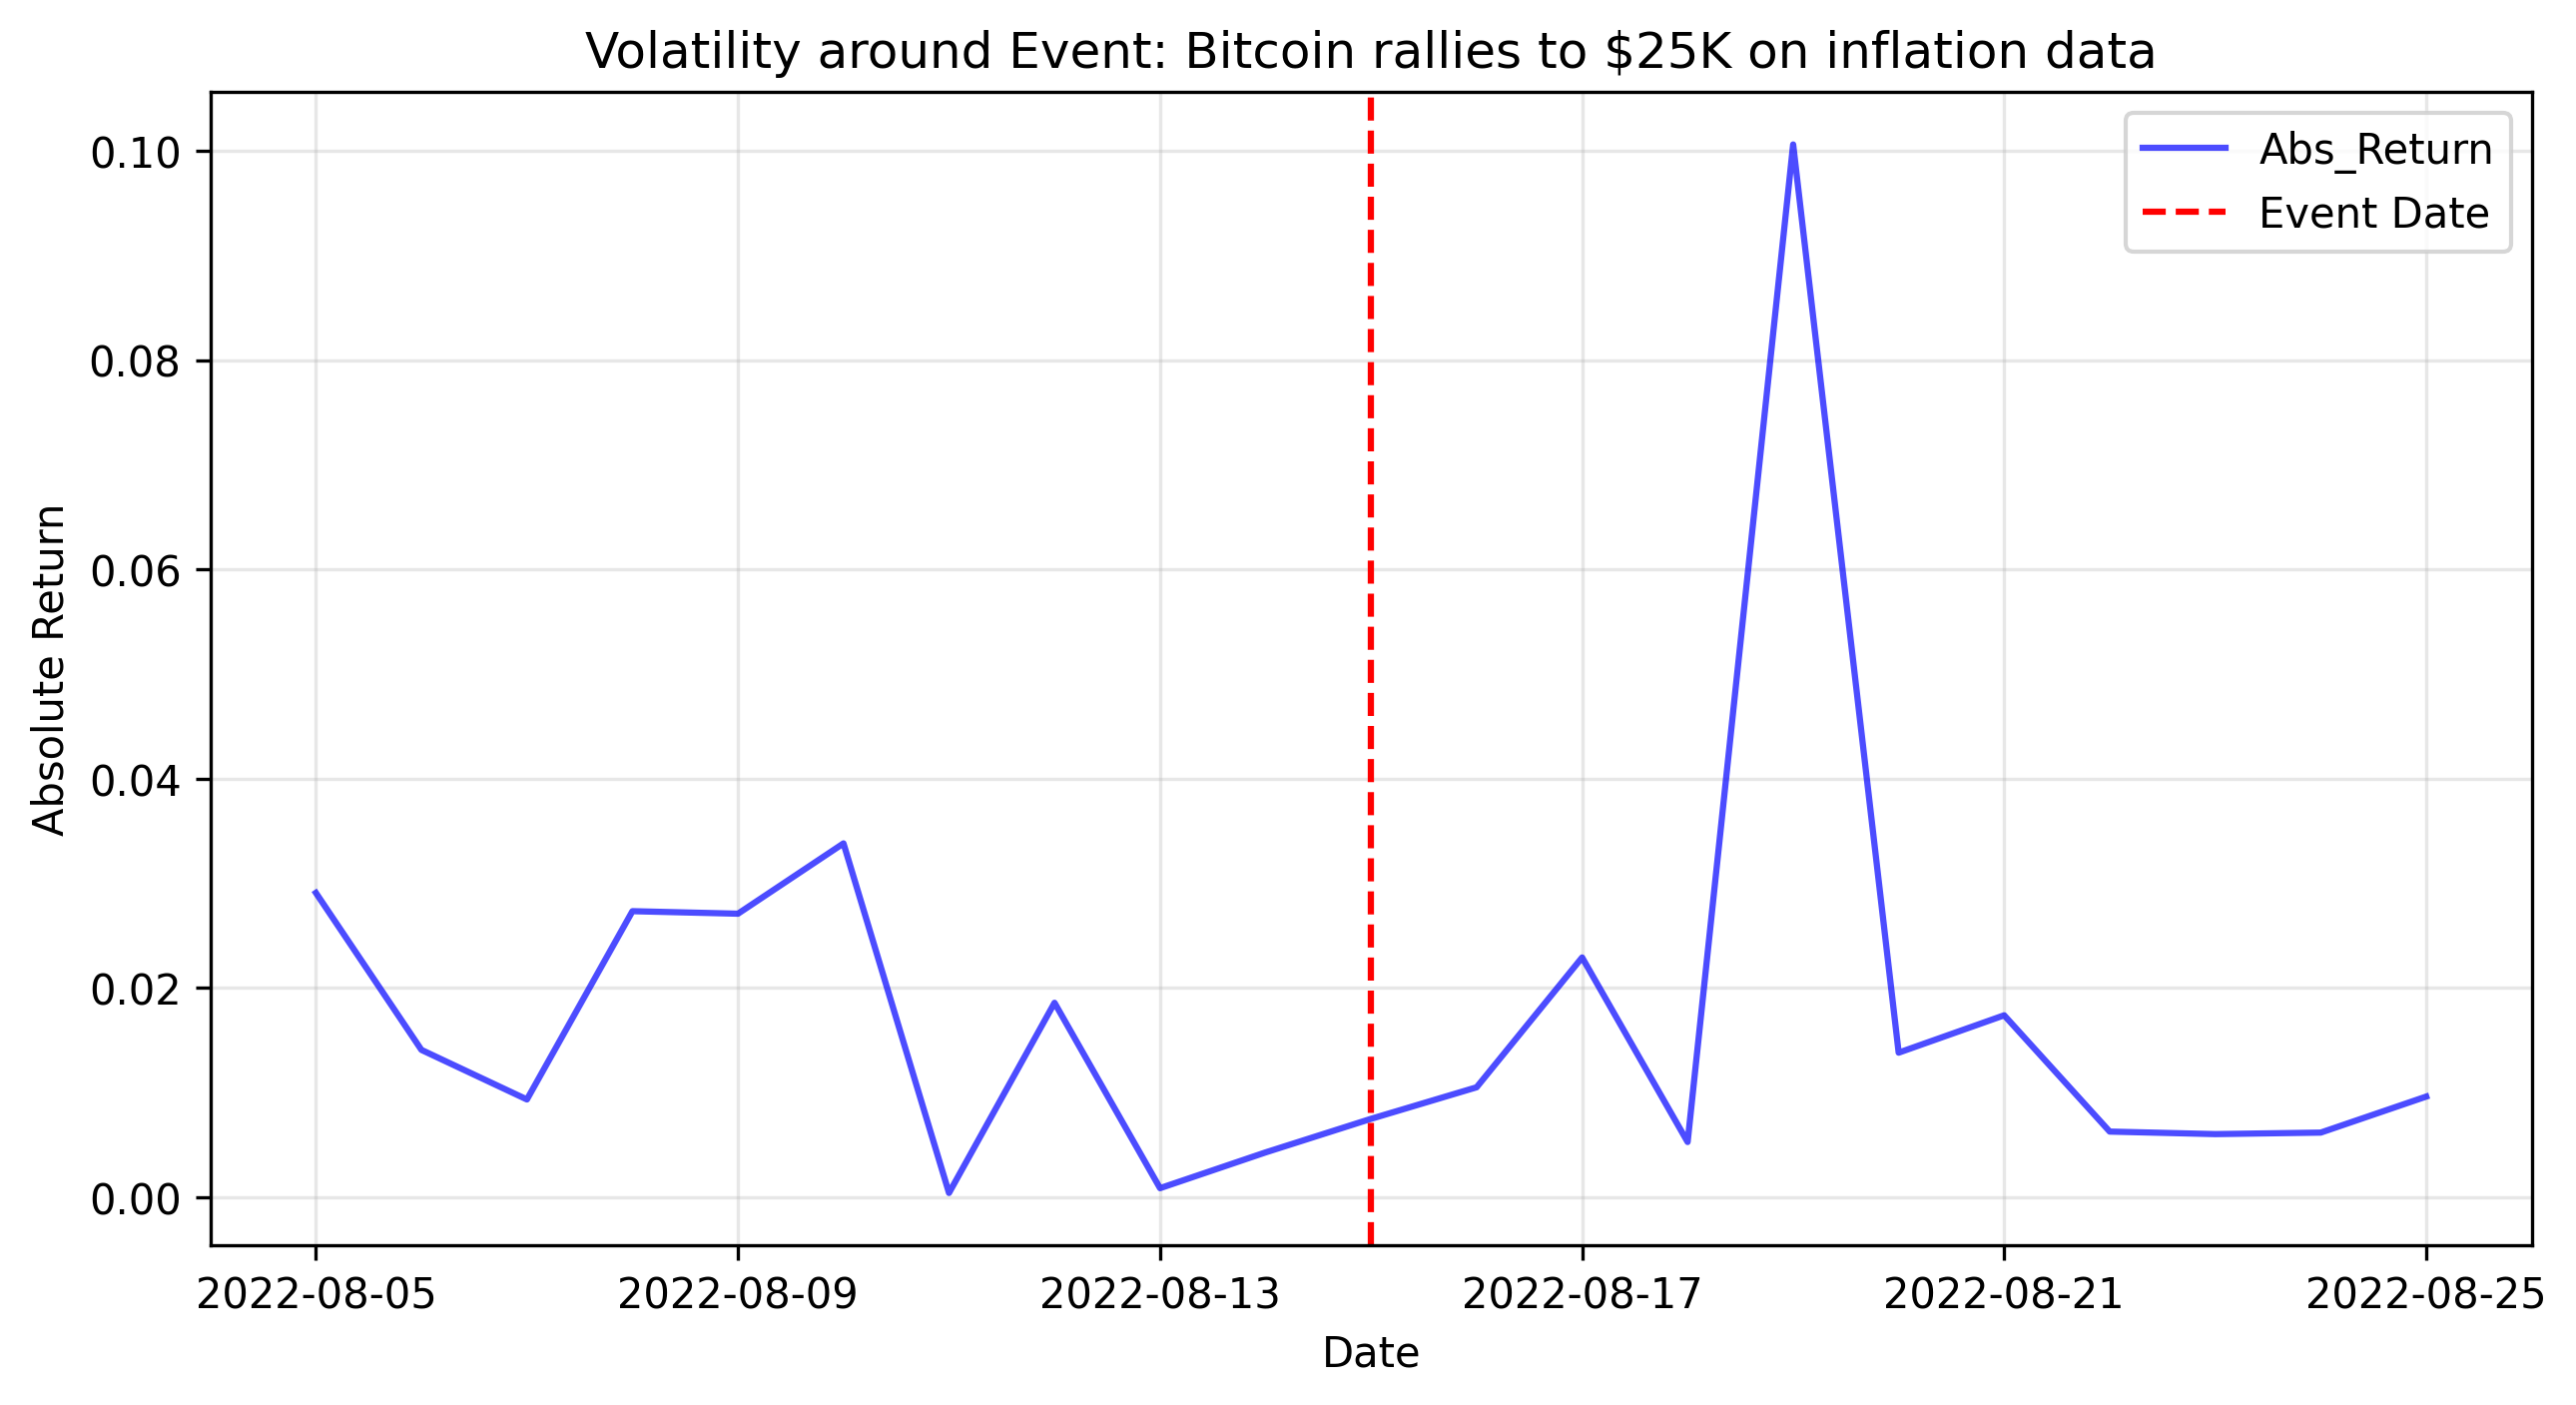 Volatility around Event: Bitcoin rallies to $25K on inflation data
Abs_Return
Event Date
Absolute Return
0.10
0.08
0.06
0.04
0.02
0.00
2022-08-05 2022-08-09 2022-08-13 2022-08-17 2022-08-21 2022-08-25
Date